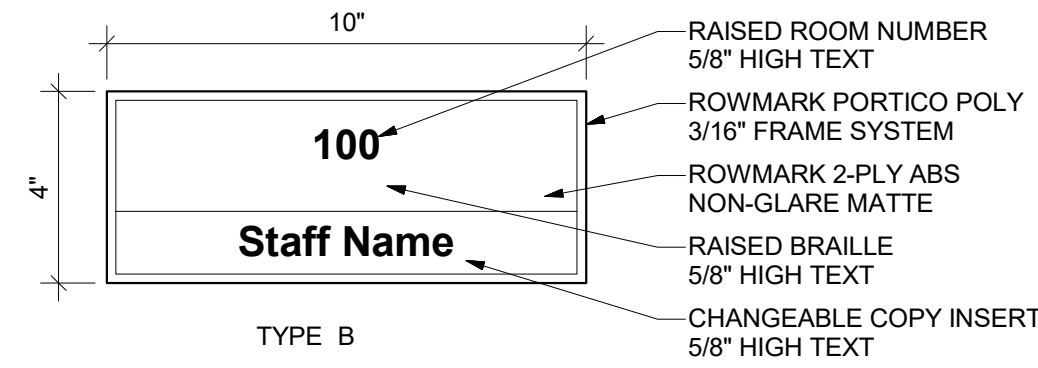 10"
RAISED ROOM NUMBER
5/8" HIGH TEXT
ROWMARK PORTICO POLY
3/16" FRAME SYSTEM
100
4"
ROWMARK 2-PLY ABS
NON-GLARE MATTE
Staff Name
RAISED BRAILLE
5/8" HIGH TEXT
CHANGEABLE COPY INSERT
5/8" HIGH TEXT
TYPE B